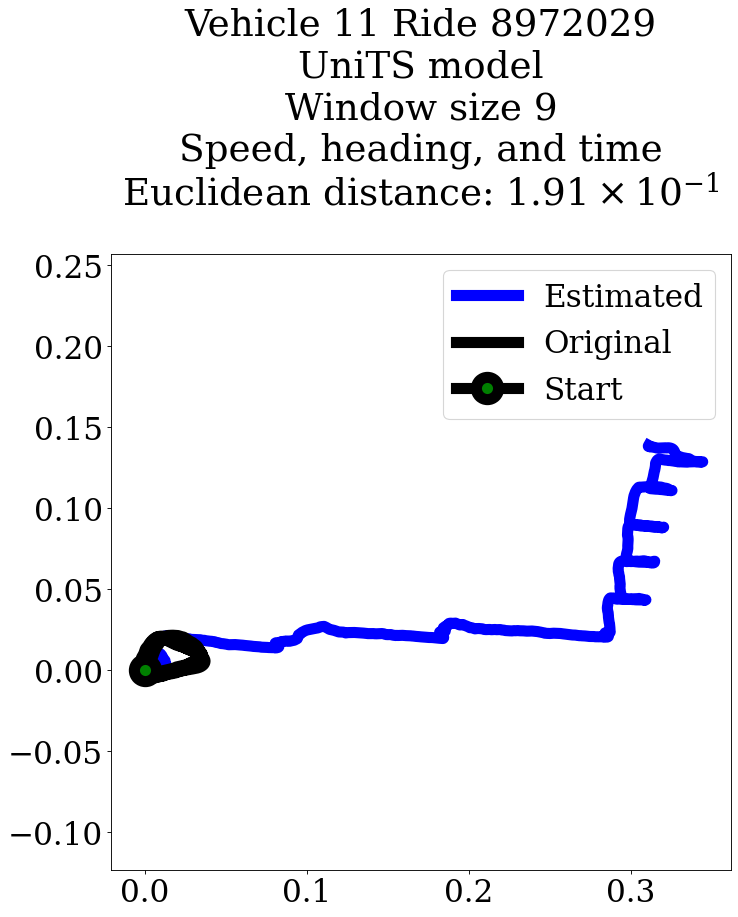 Vehicle 11 Ride 8972029
UniTS model
Window size 9
Speed, heading, and time
Euclidean distance: 1.91 × 10⁻¹
0.25
0.20
0.15
0.10
0.05
0.00
−0.05
−0.10
Estimated
Original
Start
0.0 0.1 0.2 0.3